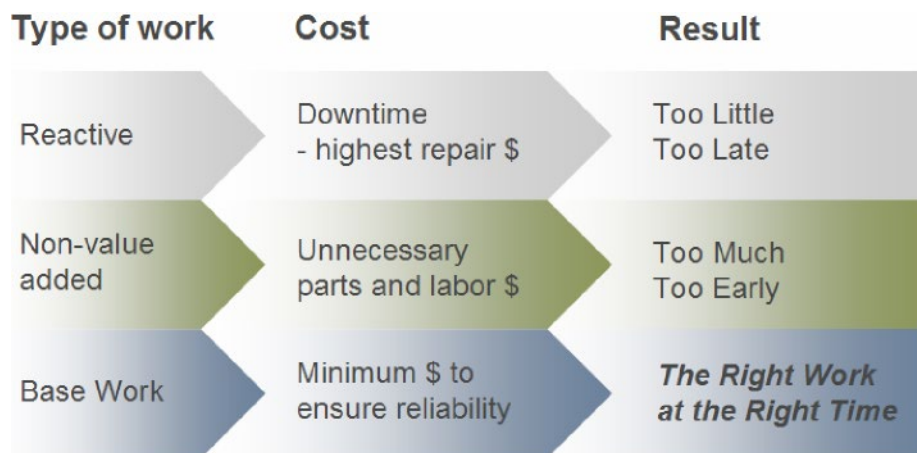 Type of work
Cost
Result
Reactive
Downtime
- highest repair $
Too Little
Too Late
Non-value
added
Unnecessary
parts and labor $
Too Much
Too Early
Base Work
Minimum $ to
ensure reliability
The Right Work
at the Right Time